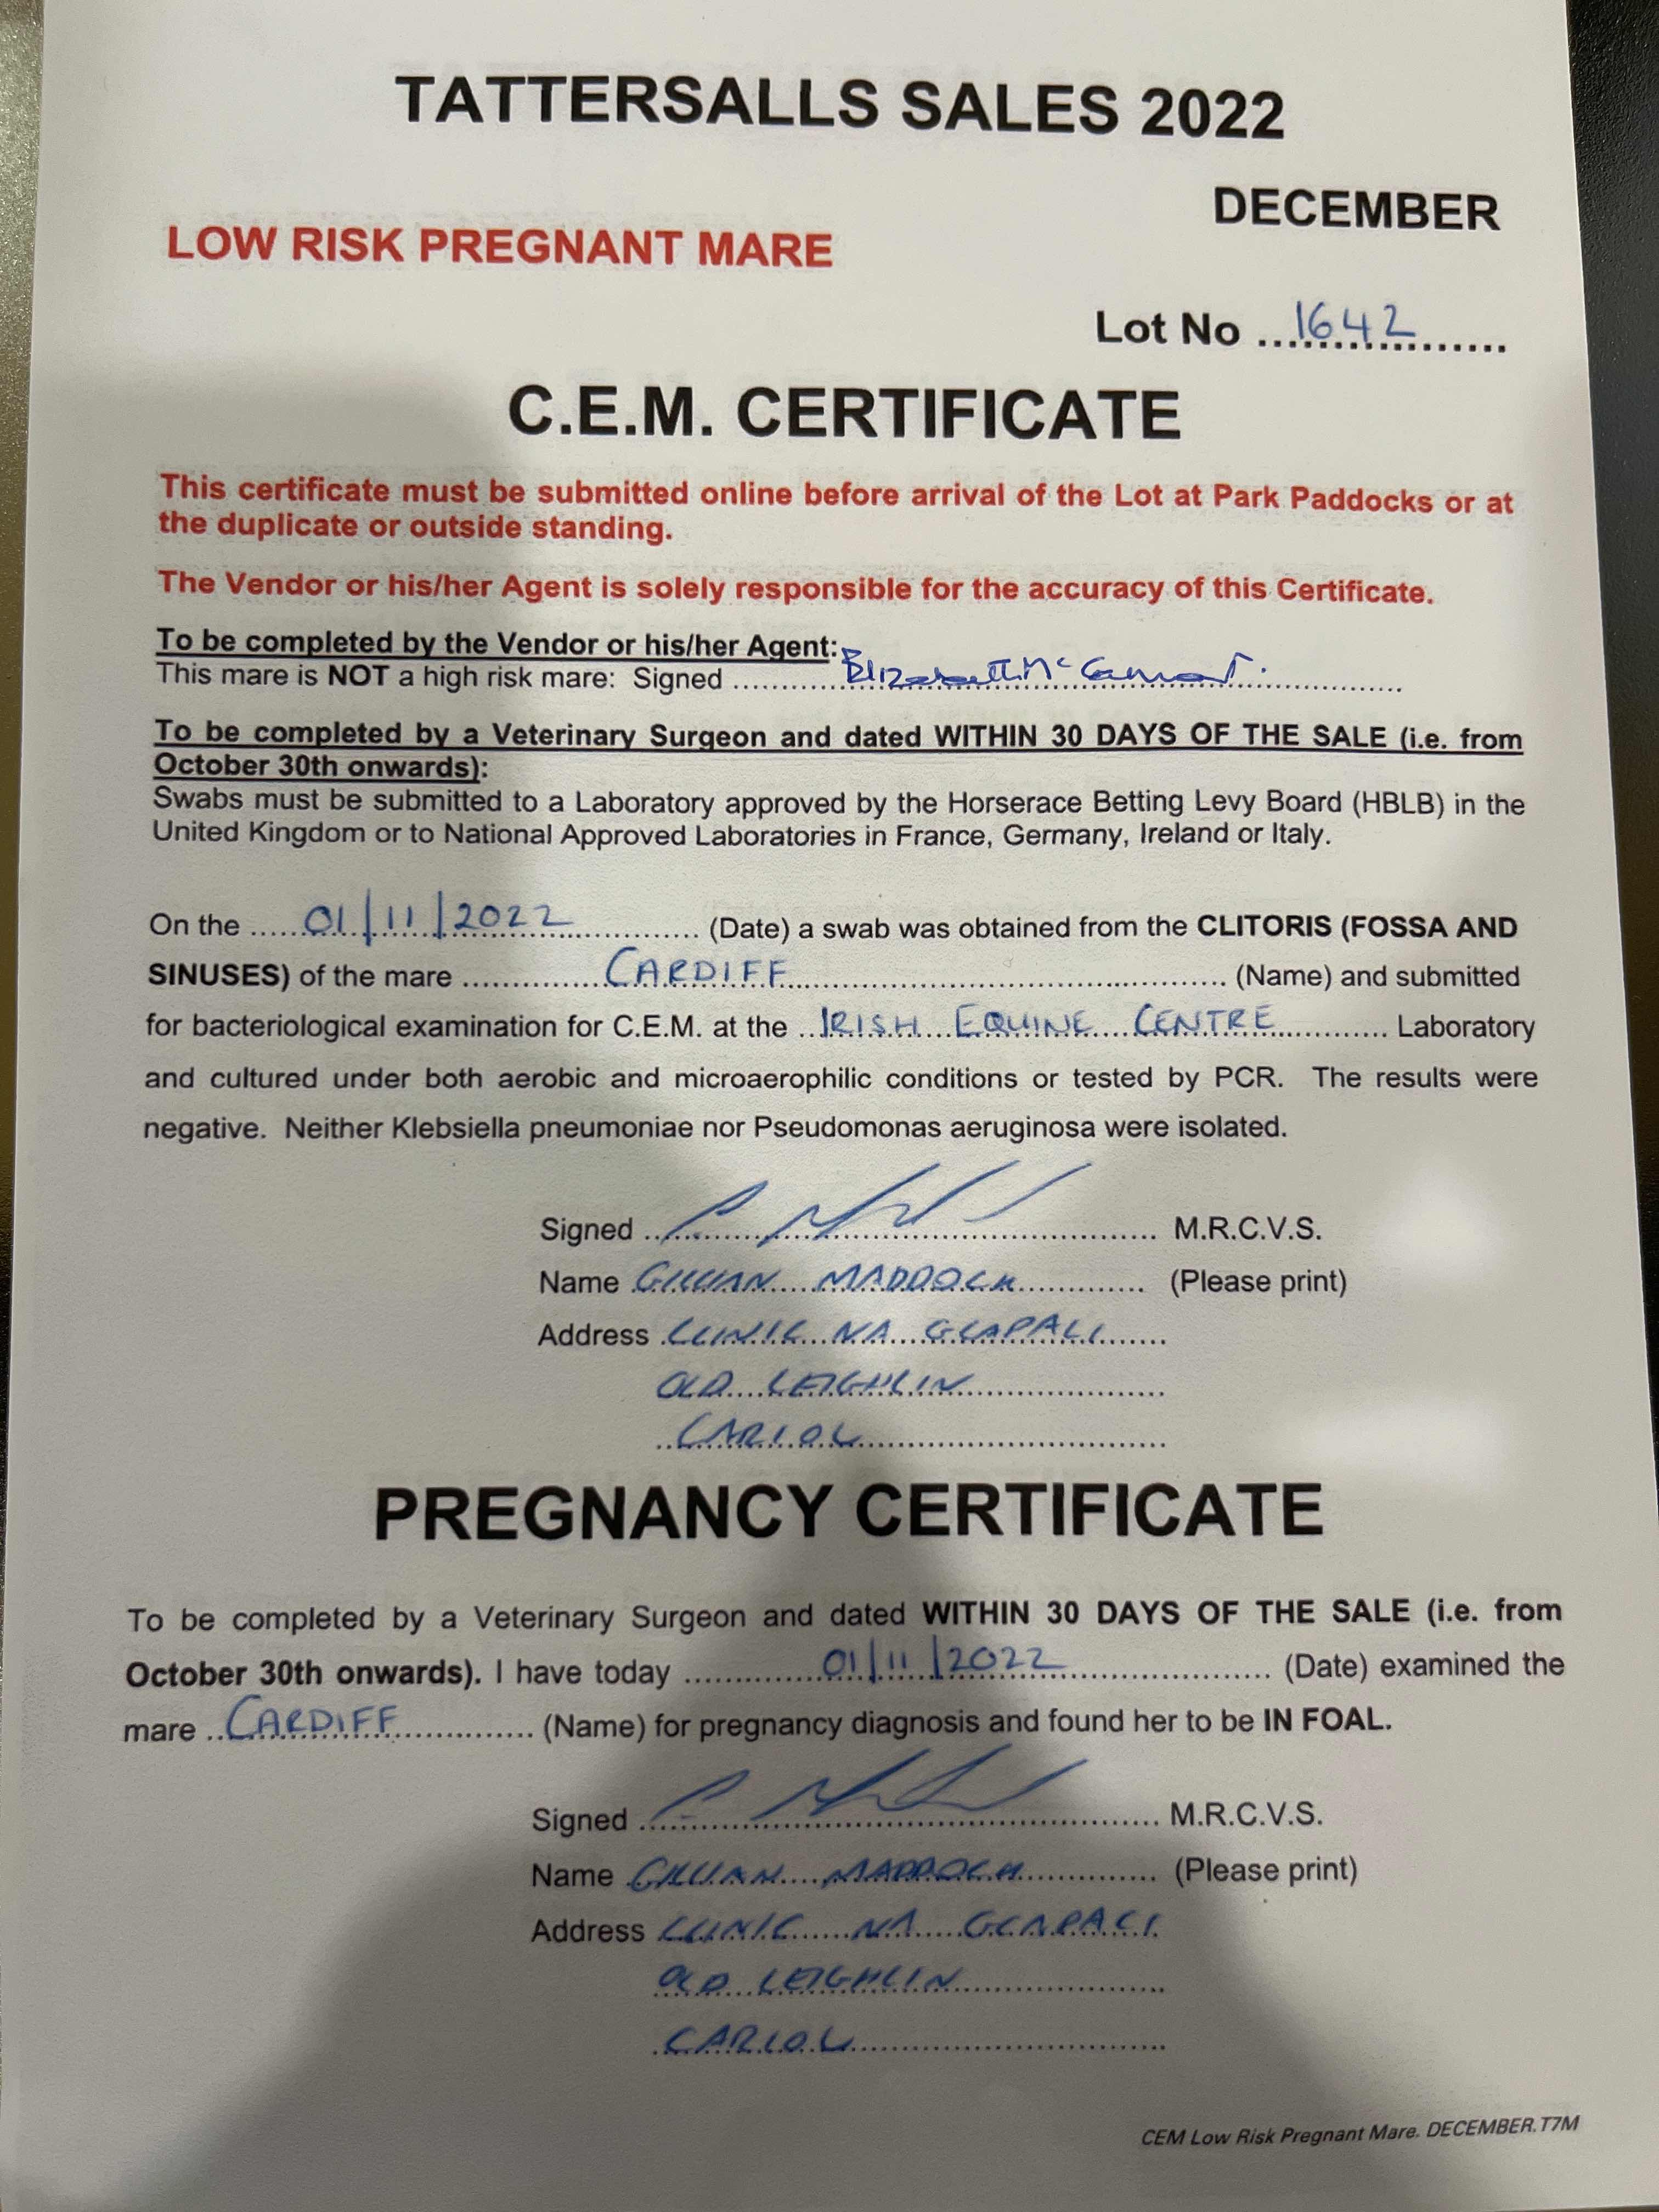 TATTERSALLS SALES 2022
DECEMBER
LOW RISK PREGNANT MARE
Lot No 1642
C.E.M. CERTIFICATE
This certificate must be submitted online before arrival of the Lot at Park Paddocks or at
the duplicate or outside standing.
The Vendor or his/her Agent is solely responsible for the accuracy of this Certificate.
To be completed by the Vendor or his/her Agent:
This mare is NOT a high risk mare: Signed Elizabeth
To be completed by a Veterinary Surgeon and dated WITHIN 30 DAYS OF THE SALE (i.e. from
October 30th onwards):
Swabs must be submitted to a Laboratory approved by the Horserace Betting Levy Board (HBLB) in the
United Kingdom or to National Approved Laboratories in France, Germany, Ireland or Italy.
On the 01/11/2022 (Date) a swab was obtained from the CLITORIS (FOSSA AND
SINUSES) of the mare CARDIFF (Name) and submitted
for bacteriological examination for C.E.M. at the IRISH EQUINE CENTRE Laboratory
and cultured under both aerobic and microaerophilic conditions or tested by PCR. The results were
negative. Neither Klebsiella pneumoniae nor Pseudomonas aeruginosa were isolated.
Signed M.R.C.V.S.
Name GILLIAN MADDOCK (Please print)
Address CLINIC NA GCAPALL
OLD LEIGHLIN
CARLOW
PREGNANCY CERTIFICATE
To be completed by a Veterinary Surgeon and dated WITHIN 30 DAYS OF THE SALE (i.e. from
October 30th onwards). I have today 01/11/2022 (Date) examined the
mare CARDIFF (Name) for pregnancy diagnosis and found her to be IN FOAL.
Signed M.R.C.V.S.
Name GILLIAN MADDOCK (Please print)
Address CLINIC NA GCAPALL
OLD LEIGHLIN
CARLOW
CEM Low Risk Pregnant Mare. DECEMBER.T7M